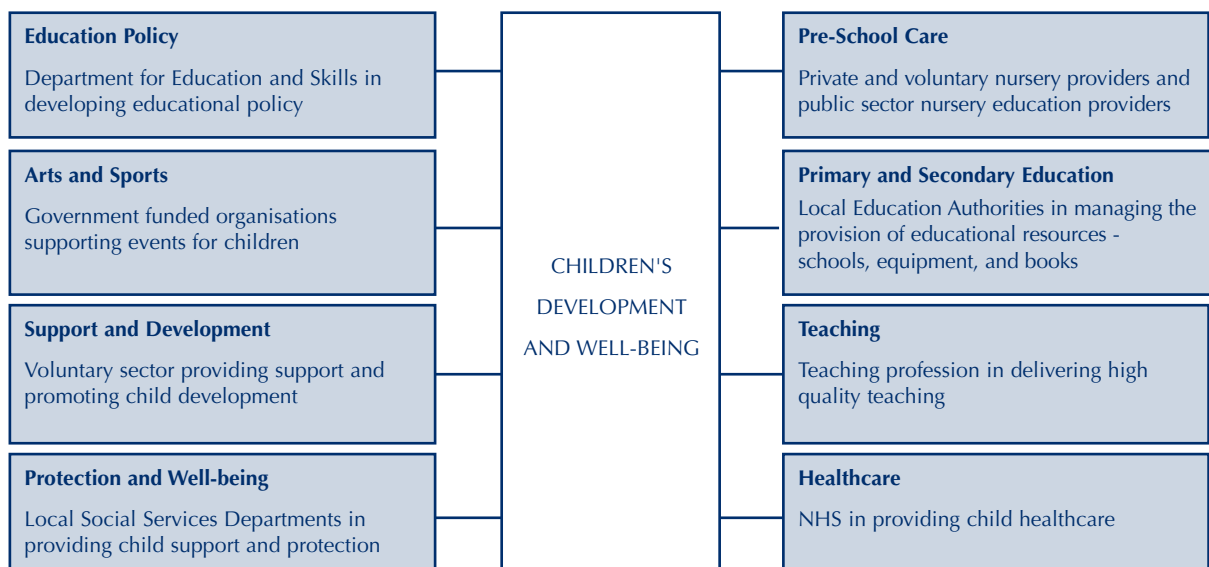 Education Policy
Department for Education and Skills in
developing educational policy
Arts and Sports
Government funded organisations
supporting events for children
Support and Development
Voluntary sector providing support and
promoting child development
Protection and Well-being
Local Social Services Departments in
providing child support and protection
CHILDREN'S
DEVELOPMENT
AND WELL-BEING
Pre-School Care
Private and voluntary nursery providers and
public sector nursery education providers
Primary and Secondary Education
Local Education Authorities in managing the
provision of educational resources -
schools, equipment, and books
Teaching
Teaching profession in delivering high
quality teaching
Healthcare
NHS in providing child healthcare